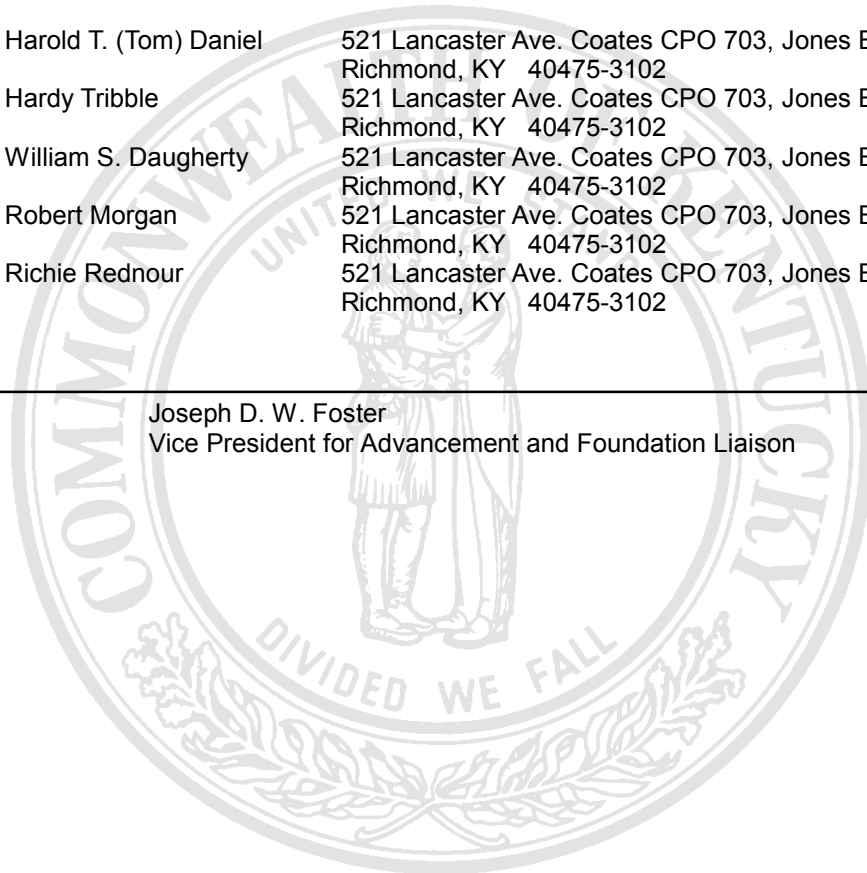 Harold T. (Tom) Daniel 521 Lancaster Ave. Coates CPO 703, Jones
Richmond, KY 40475-3102
Hardy Tribble 521 Lancaster Ave. Coates CPO 703, Jones
Richmond, KY 40475-3102
William S. Daugherty 521 Lancaster Ave. Coates CPO 703, Jones
Richmond, KY 40475-3102
Robert Morgan 521 Lancaster Ave. Coates CPO 703, Jones
Richmond, KY 40475-3102
Richie Rednour 521 Lancaster Ave. Coates CPO 703, Jones
Richmond, KY 40475-3102
Joseph D. W. Foster
Vice President for Advancement and Foundation Liaison
COMMONWEALTH OF KENTUCKY
UNITED WE STAND
DIVIDED WE FALL